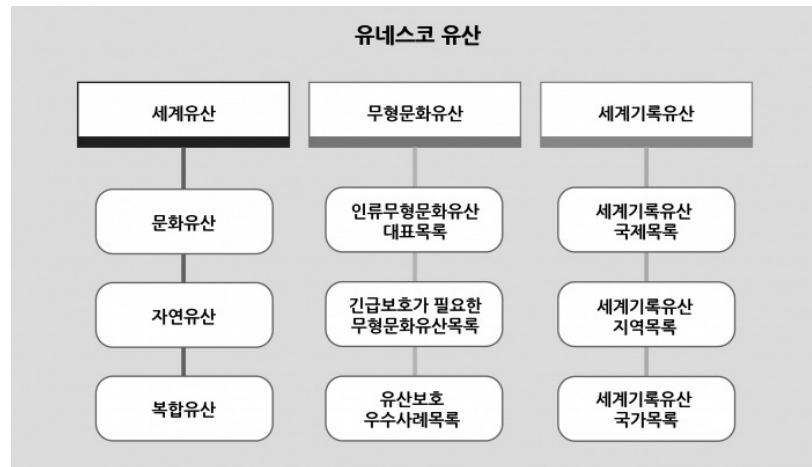 유네스코 유산
세계유산
문화유산
자연유산
복합유산
무형문화유산
인류무형문화유산
대표목록
긴급보호가 필요한
무형문화유산목록
유산보호
우수사례목록
세계기록유산
세계기록유산
국제목록
세계기록유산
지역목록
세계기록유산
국가목록